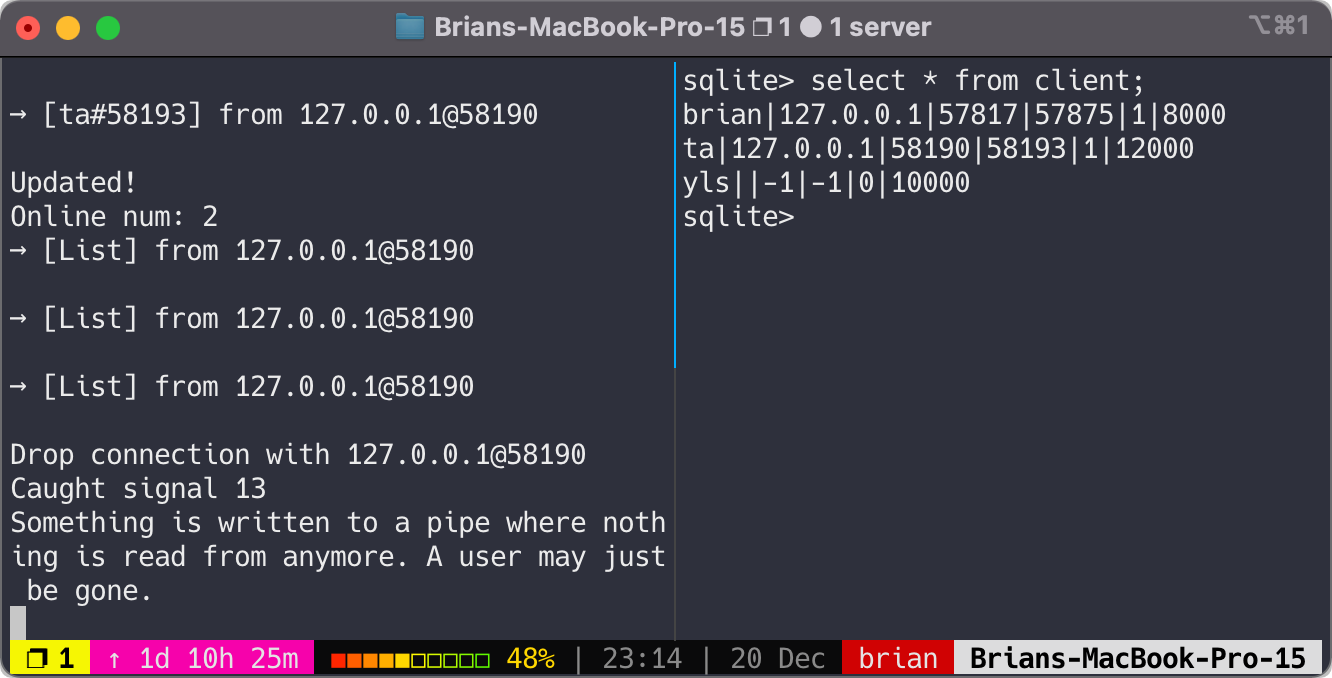 Brians-MacBook-Pro-15 1 1 server
⌥⌘1
→ [ta#58193] from 127.0.0.1@58190
Updated!
Online num: 2
→ [List] from 127.0.0.1@58190
→ [List] from 127.0.0.1@58190
→ [List] from 127.0.0.1@58190
Drop connection with 127.0.0.1@58190
Caught signal 13
Something is written to a pipe where noth
ing is read from anymore. A user may just
be gone.
sqlite> select * from client;
brian|127.0.0.1|57817|57875|1|8000
ta|127.0.0.1|58190|58193|1|12000
yls||-1|-1|0|10000
sqlite>
❐ 1 ↑ 1d 10h 25m 48% | 23:14 | 20 Dec brian Brians-MacBook-Pro-15